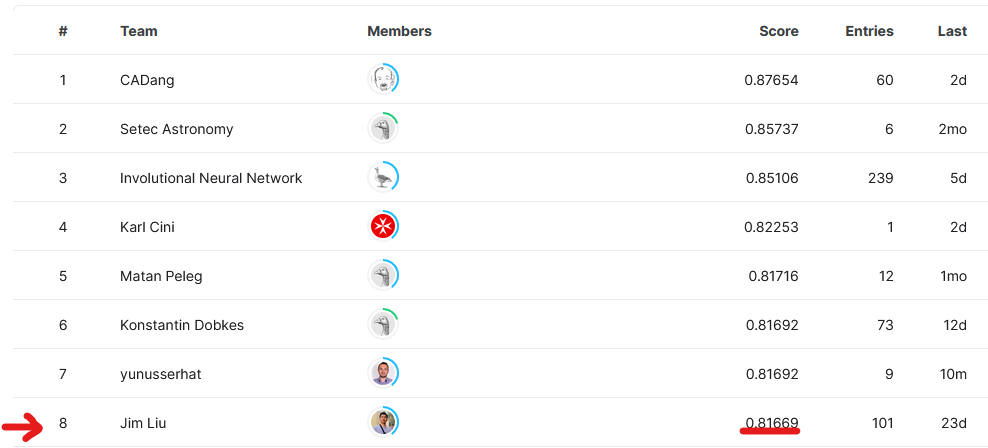 # Team Members Score Entries Last
1 CADang 0.87654 60 2d
2 Setec Astronomy 0.85737 6 2mo
3 Involutional Neural Network 0.85106 239 5d
4 Karl Cini 0.82253 1 2d
5 Matan Peleg 0.81716 12 1mo
6 Konstantin Dobkes 0.81692 73 12d
7 yunusserhat 0.81692 9 10m
8 Jim Liu 0.81669 101 23d